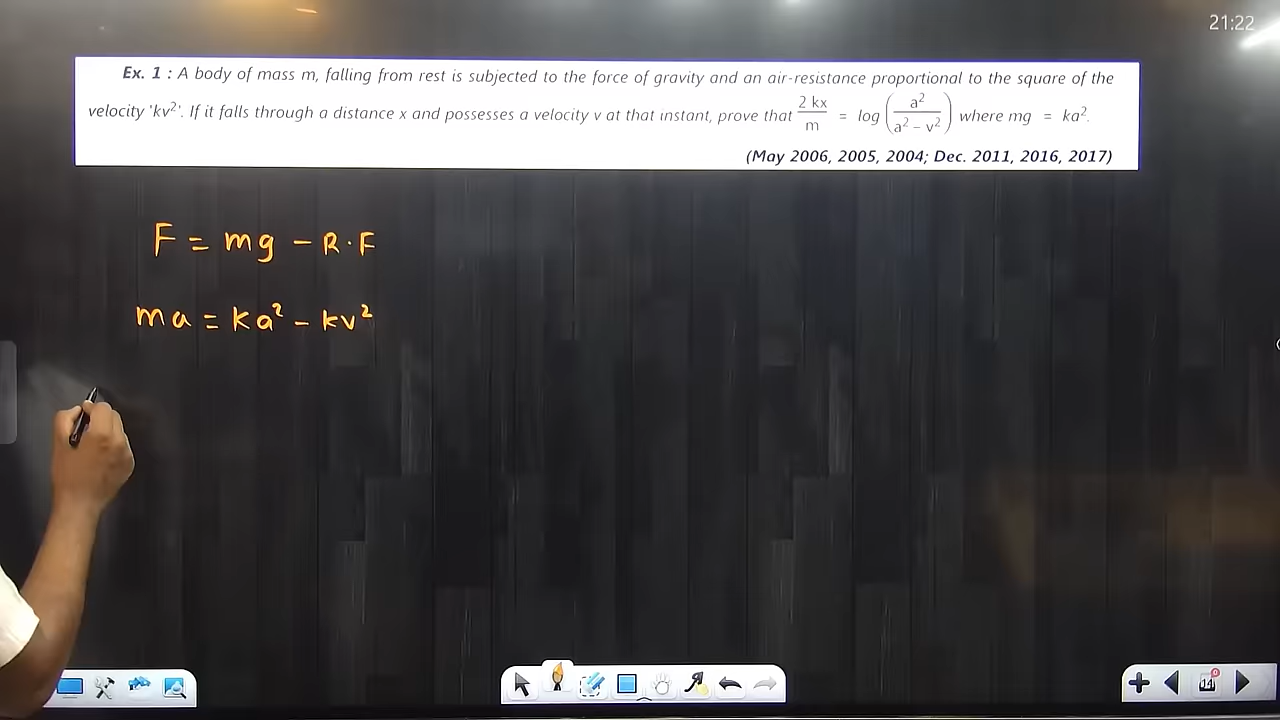 21:22
Ex. 1 : A body of mass m, falling from rest is subjected to the force of gravity and an air-resistance proportional to the square of the
velocity 'kv²'. If it falls through a distance x and possesses a velocity v at that instant, prove that 2 kx / m = log (a² / a² – v²) where mg = ka².
(May 2006, 2005, 2004; Dec. 2011, 2016, 2017)
F = mg – R·F
ma = ka² – kv²